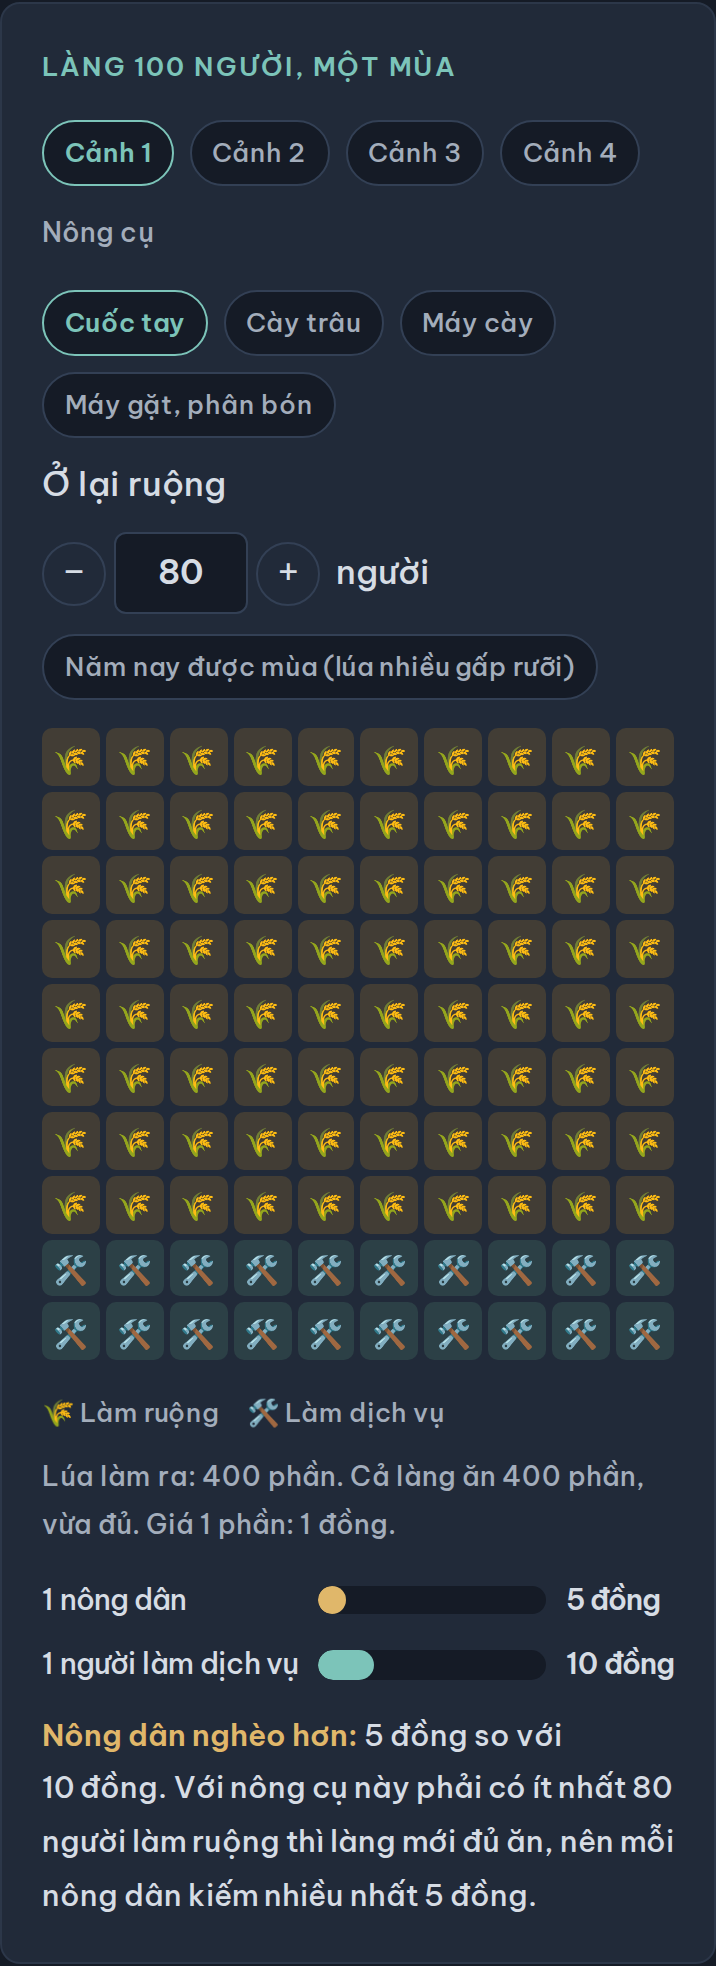 LÀNG 100 NGƯỜI, MỘT MÙA
Cảnh 1 Cảnh 2 Cảnh 3 Cảnh 4
Nông cụ
Cuốc tay Cày trâu Máy cày
Máy gặt, phân bón
Ở lại ruộng
− 80 + người
Năm nay được mùa (lúa nhiều gấp rưỡi)
Làm ruộng Làm dịch vụ
Lúa làm ra: 400 phần. Cả làng ăn 400 phần,
vừa đủ. Giá 1 phần: 1 đồng.
1 nông dân 5 đồng
1 người làm dịch vụ 10 đồng
Nông dân nghèo hơn: 5 đồng so với
10 đồng. Với nông cụ này phải có ít nhất 80
người làm ruộng thì làng mới đủ ăn, nên mỗi
nông dân kiếm nhiều nhất 5 đồng.